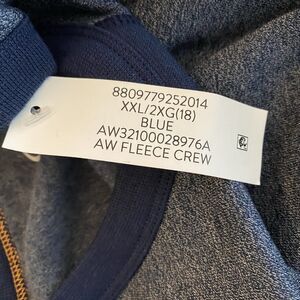 8809779252014
XXL/2XG(18)
BLUE
AW32100028976A
AW FLEECE CREW